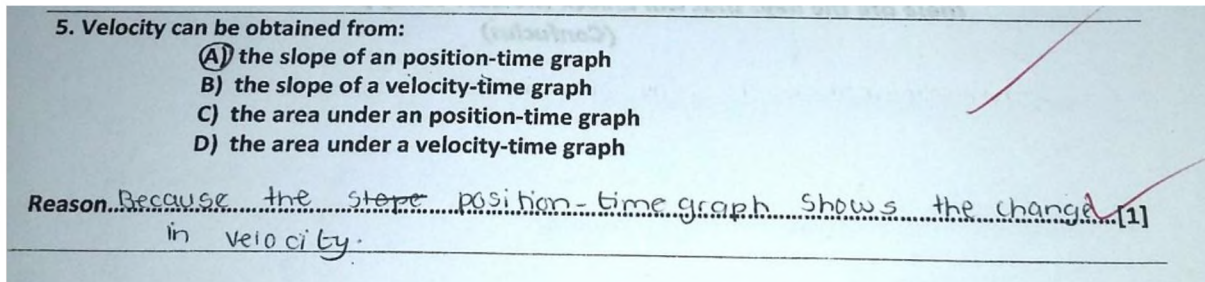 5. Velocity can be obtained from:
A) the slope of an position-time graph
B) the slope of a velocity-time graph
C) the area under an position-time graph
D) the area under a velocity-time graph
Reason..Because the slope position-time graph shows the change [1]
in velocity.